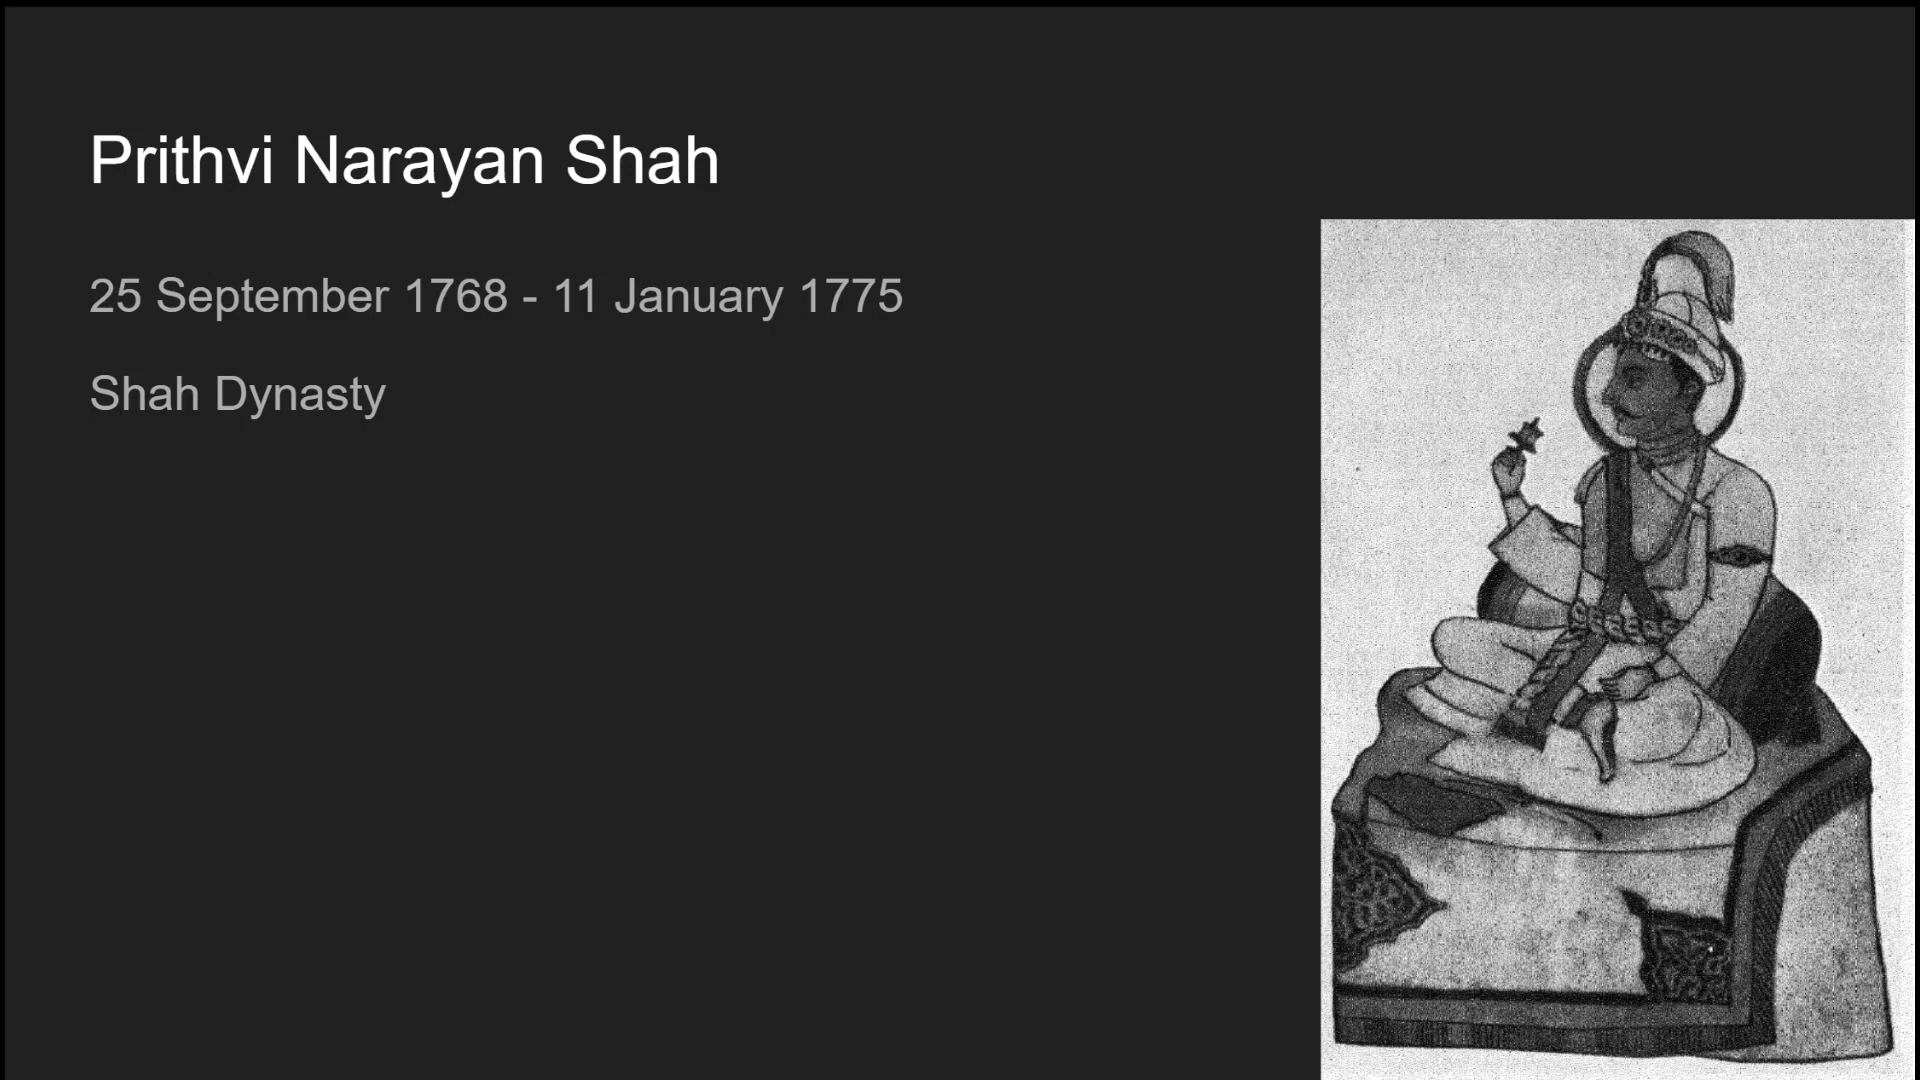 Prithvi Narayan Shah
25 September 1768 - 11 January 1775
Shah Dynasty